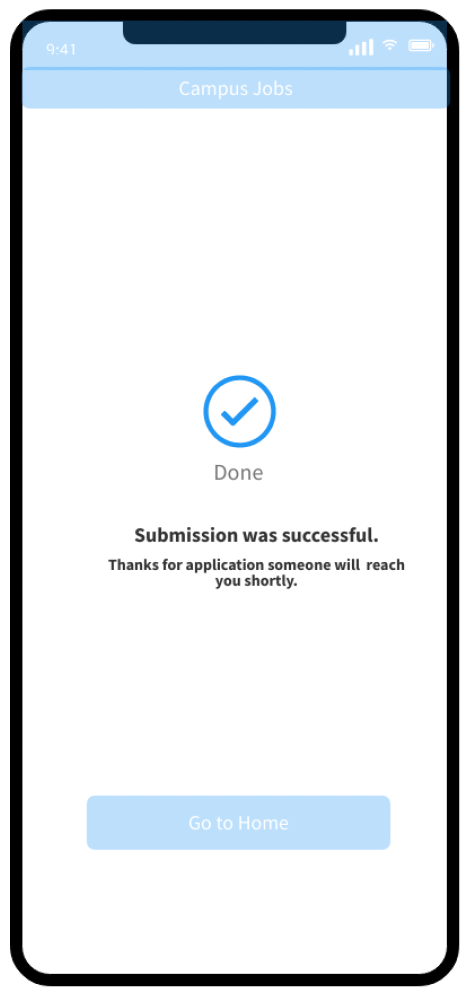 9:41
Campus Jobs
Done
Submission was successful.
Thanks for application someone will reach
you shortly.
Go to Home